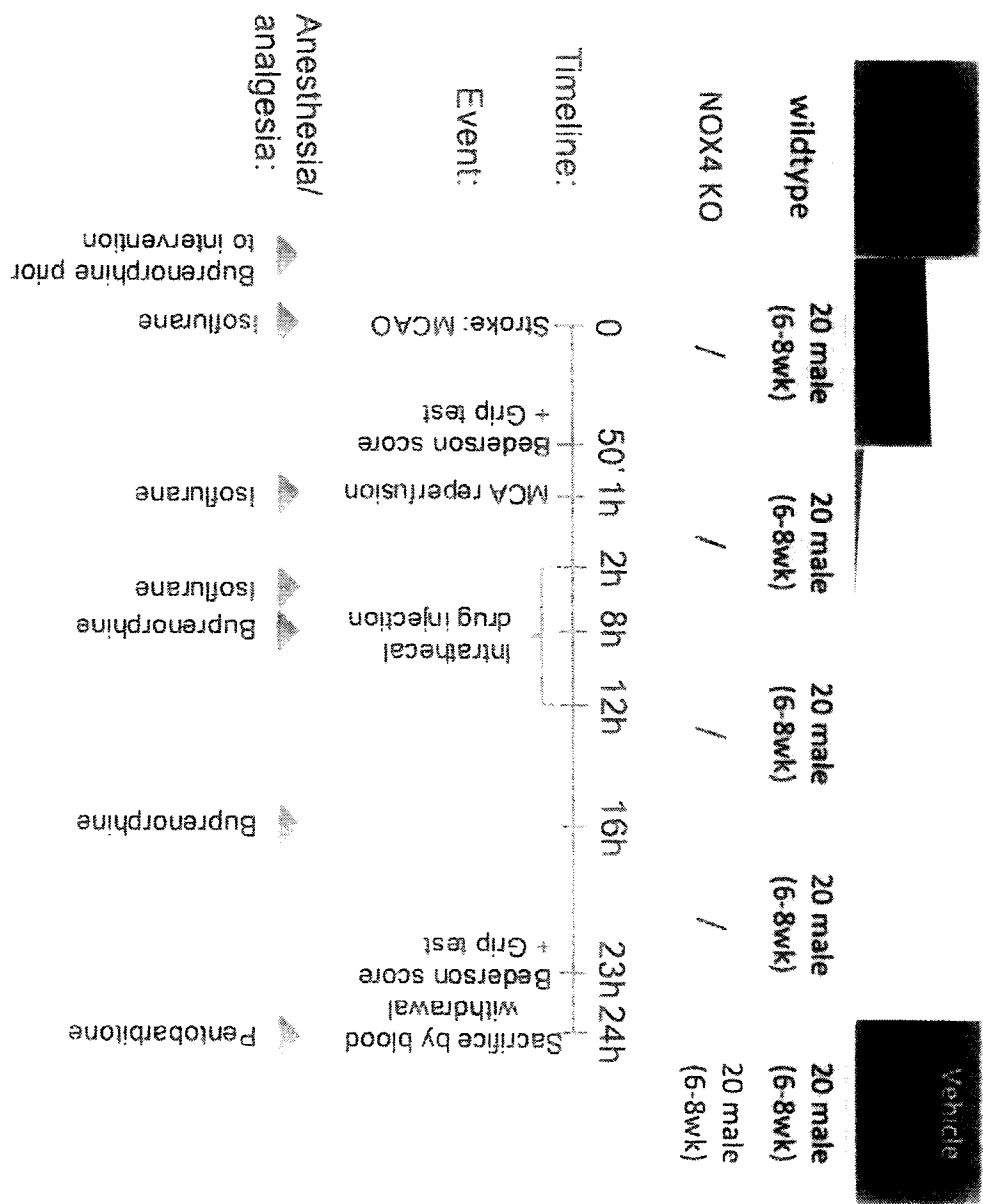 Vehicle
wildtype
20 male
(6-8wk)
20 male
(6-8wk)
20 male
(6-8wk)
20 male
(6-8wk)
20 male
(6-8wk)
NOX4 KO
/
/
/
/
20 male
(6-8wk)
Timeline:
0
50'
1h
2h
8h
12h
16h
23h
24h
Event:
Stroke: MCAO
Bederson score
+ Grip test
MCA reperfusion
Intrathecal
drug injection
Bederson score
+ Grip test
Sacrifice by blood
withdrawal
Anesthesia/
analgesia:
Buprenorphine prior
to intervention
Isoflurane
Isoflurane
Isoflurane
Buprenorphine
Buprenorphine
Pentobarbitone